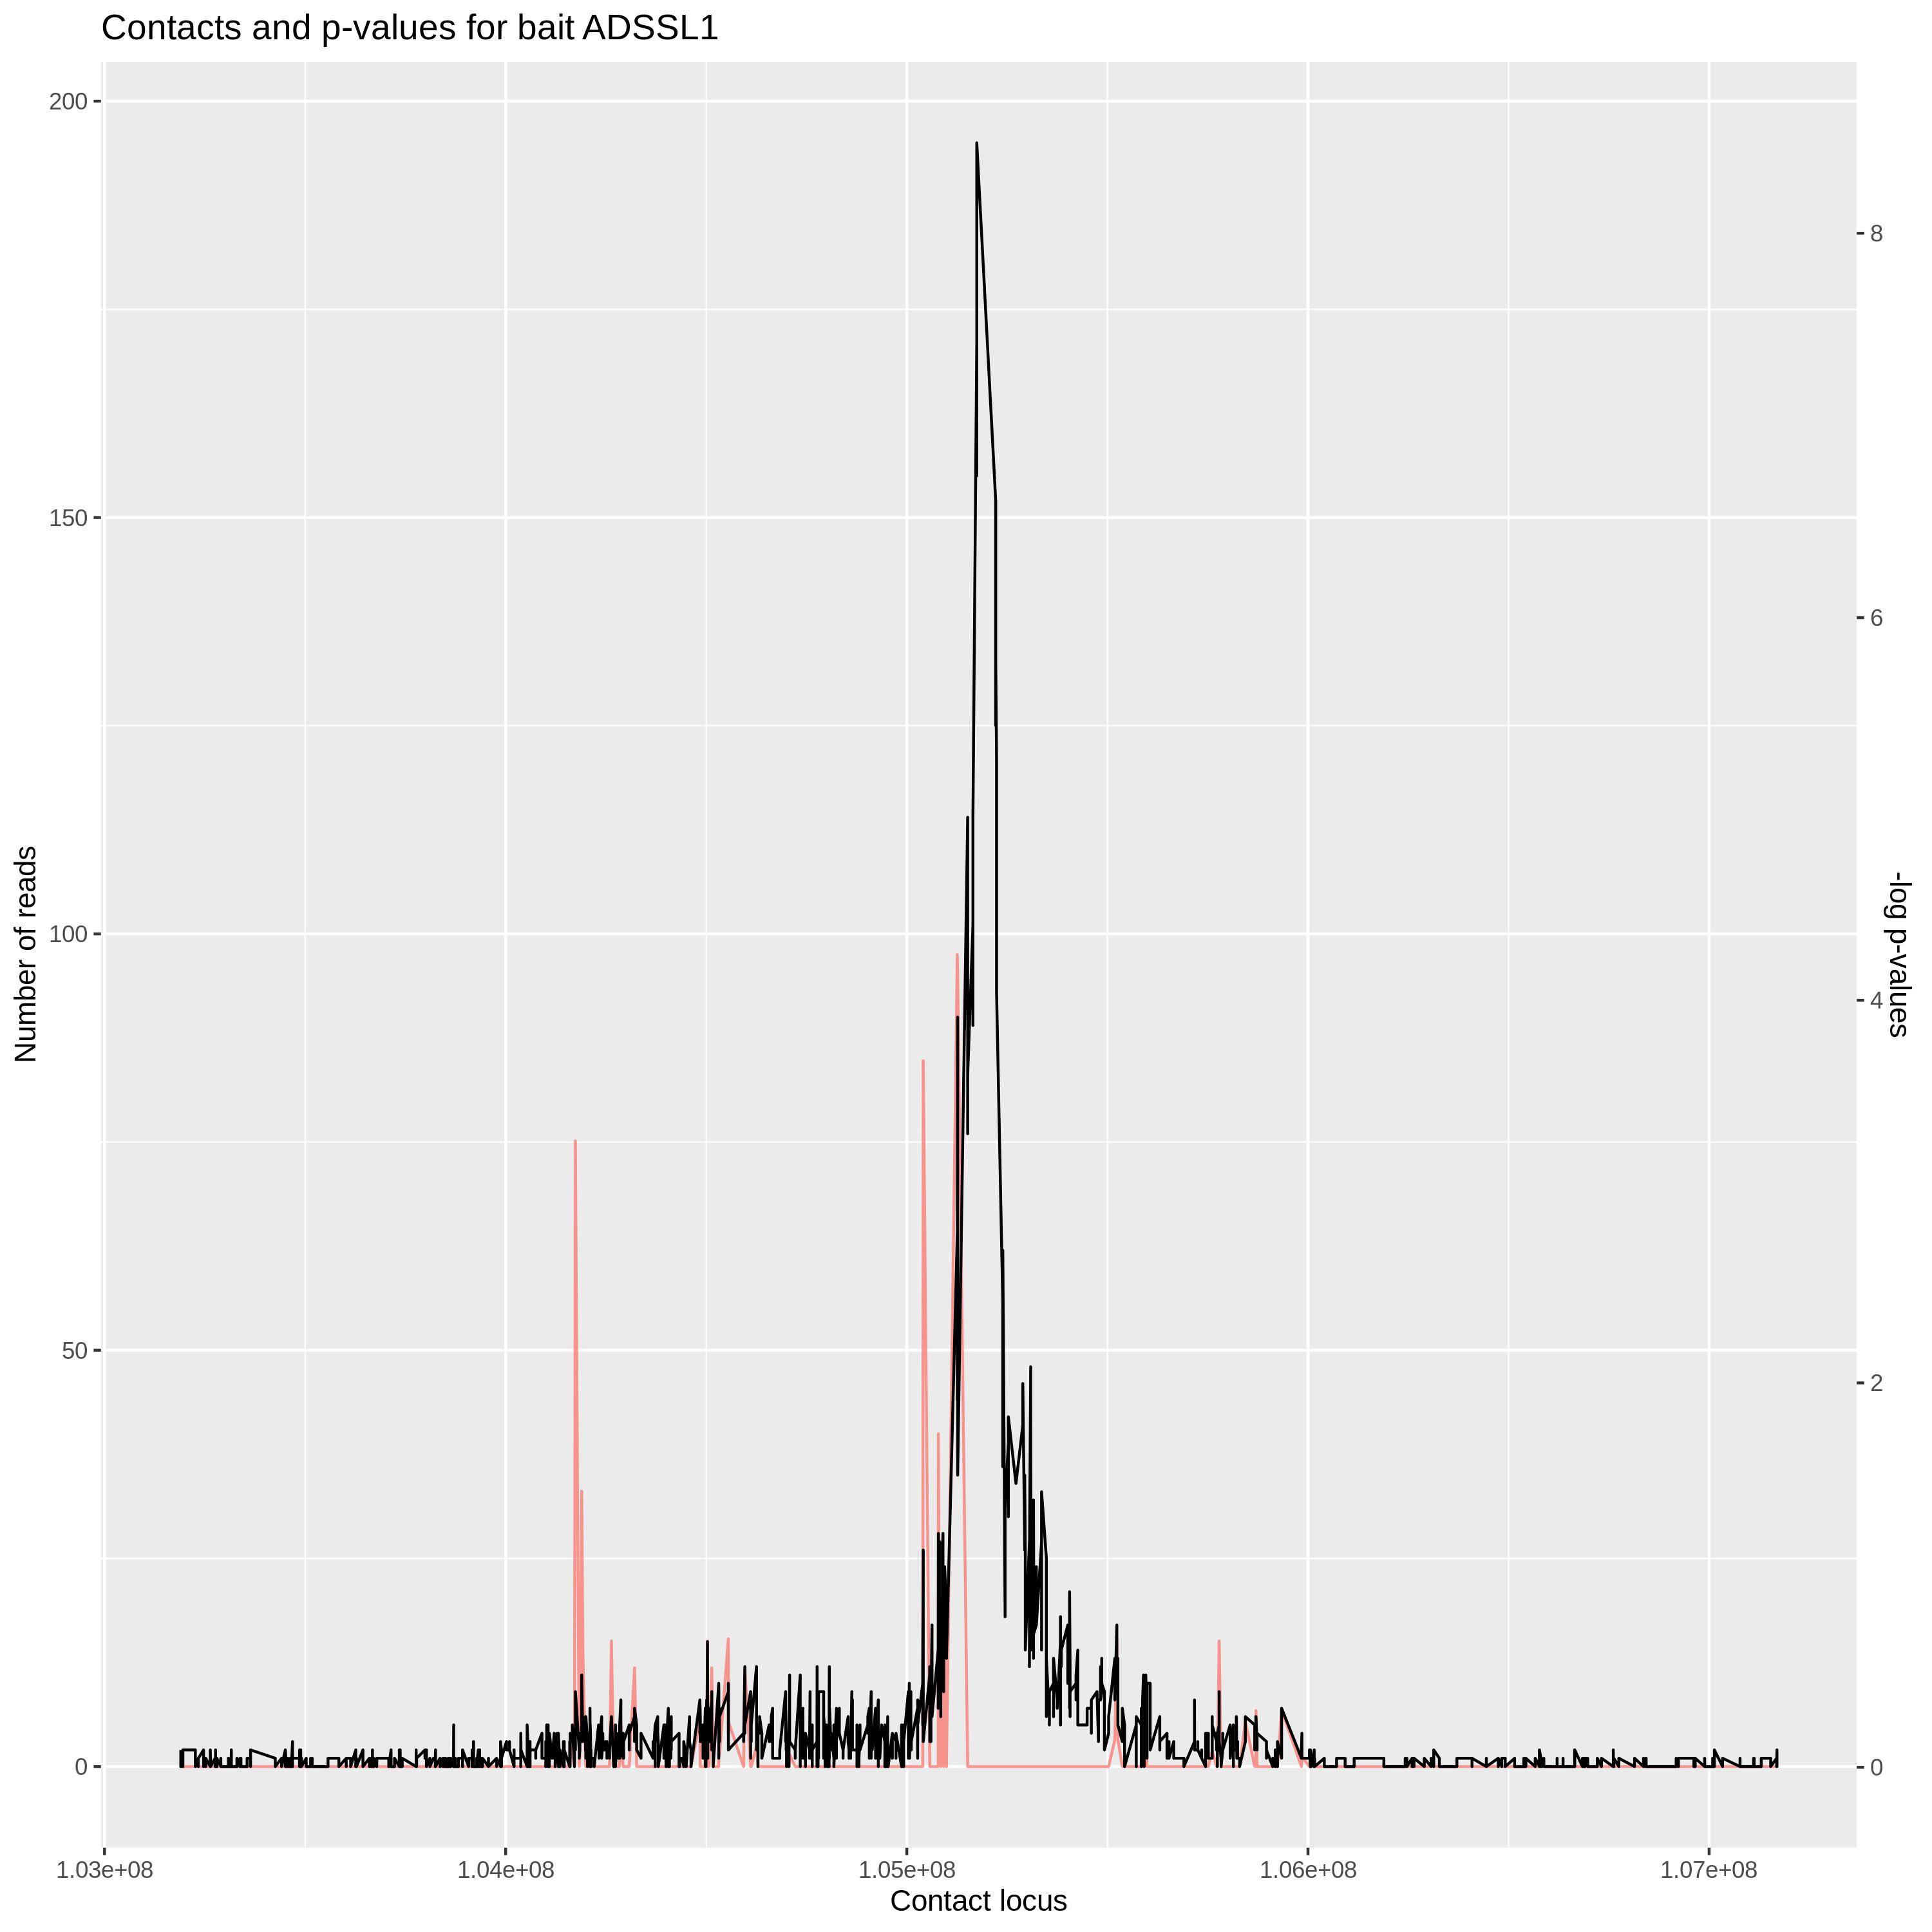 Contacts and p-values for bait ADSSL1
200
150
100
50
0
Number of reads
8
6
4
2
0
-log p-values
1.03e+08
1.04e+08
1.05e+08
1.06e+08
1.07e+08
Contact locus